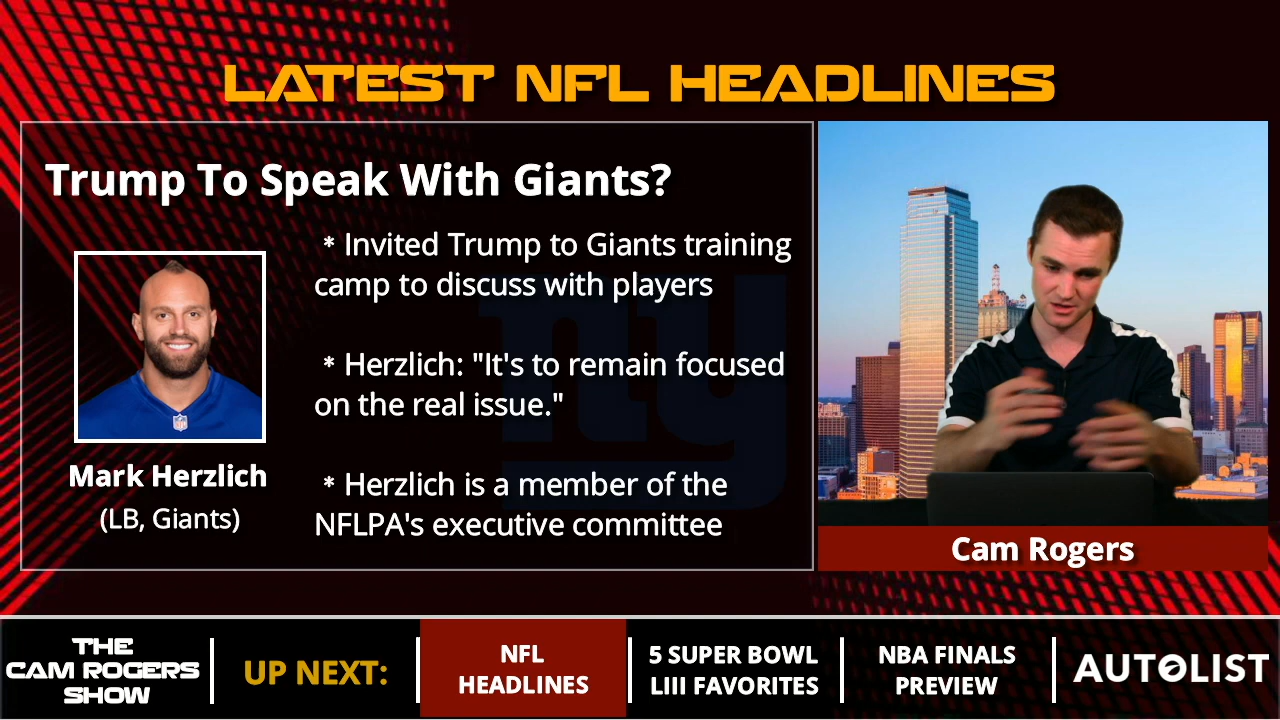 LATEST NFL HEADLINES
Trump To Speak With Giants?
* Invited Trump to Giants training
camp to discuss with players
* Herzlich: "It's to remain focused
on the real issue."
* Herzlich is a member of the
NFLPA's executive committee
ny
Mark Herzlich
(LB, Giants)
Cam Rogers
THE
CAM ROGERS
SHOW
UP NEXT:
NFL
HEADLINES
5 SUPER BOWL
LIII FAVORITES
NBA FINALS
PREVIEW
AUTOLIST